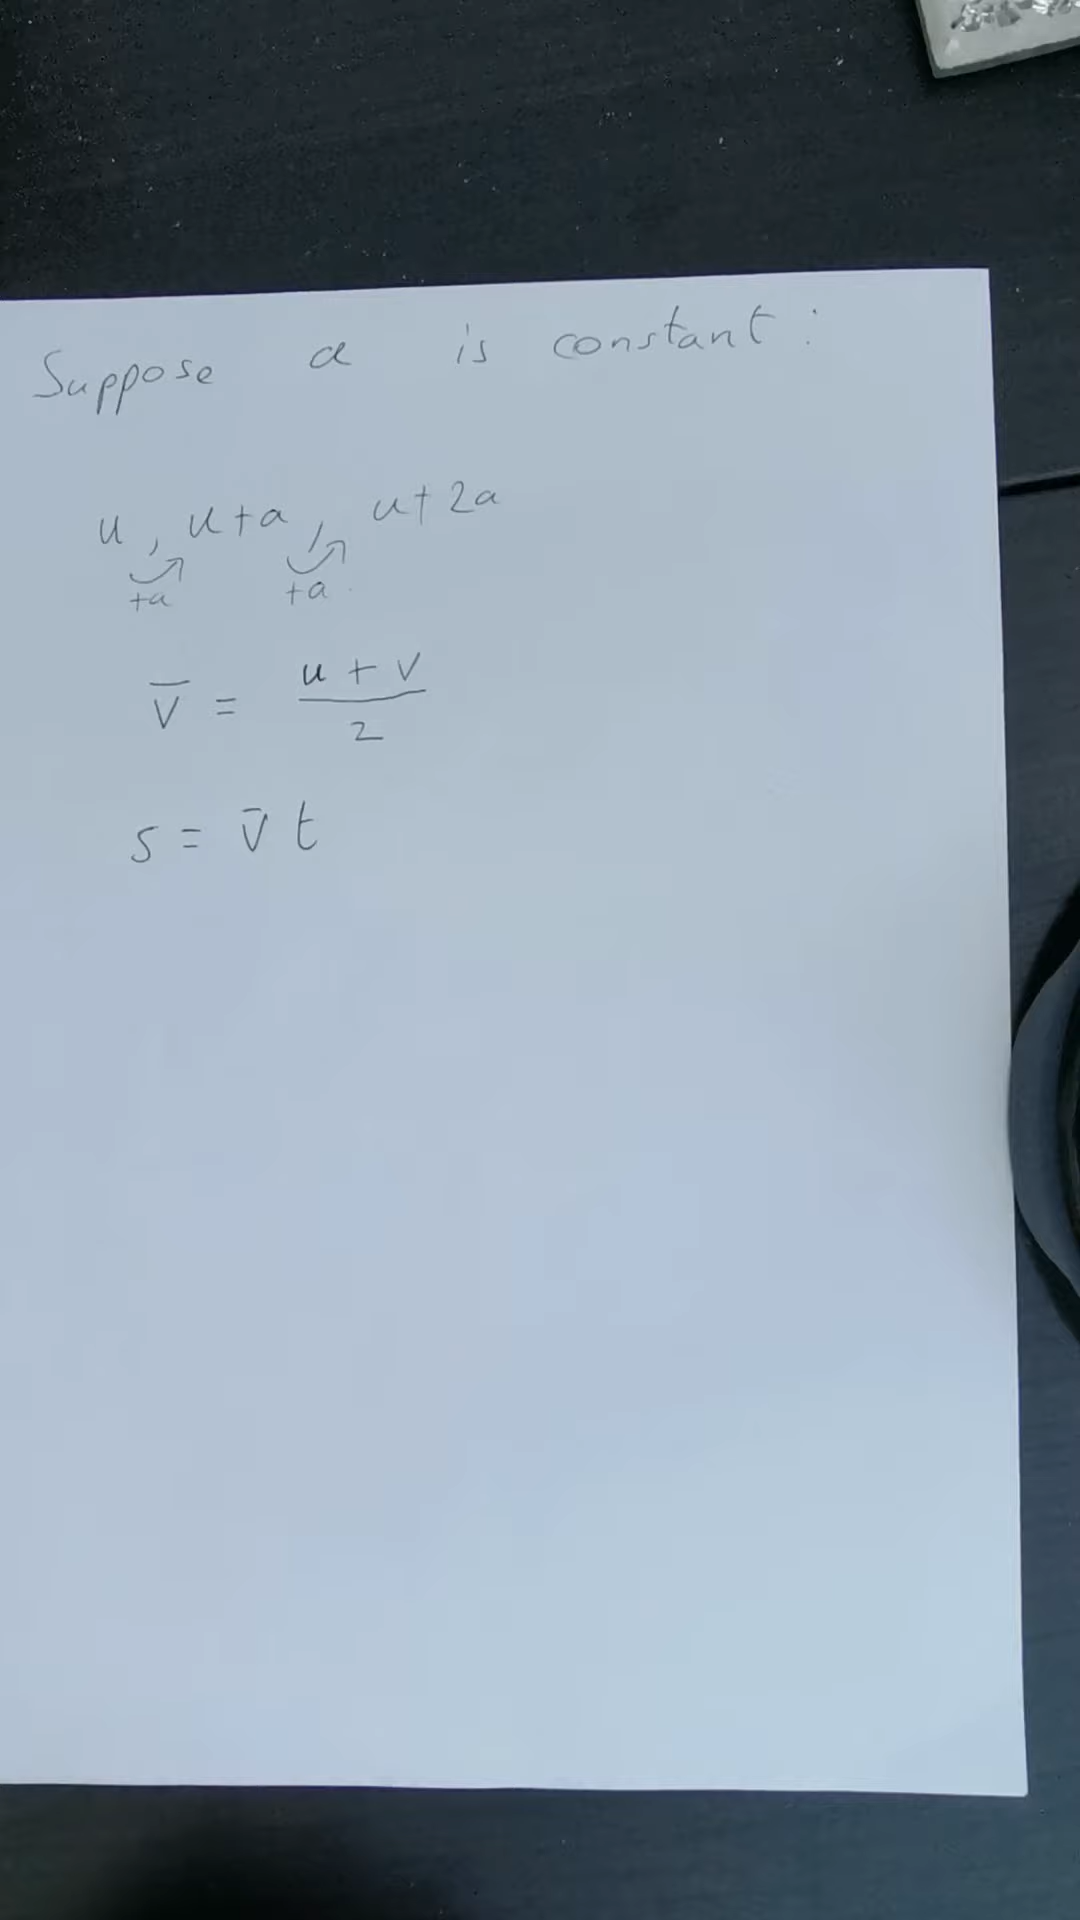 Suppose a is constant:
u, u+a, u+2a
+a +a
v̄ = u + v / 2
s = v̄ t